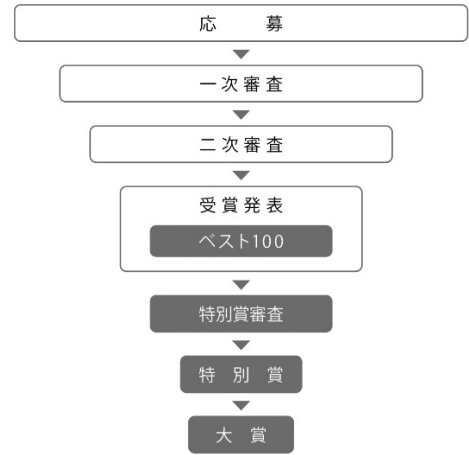 応募
一次審査
二次審査
受賞発表
ベスト100
特別賞審査
特別賞
大賞